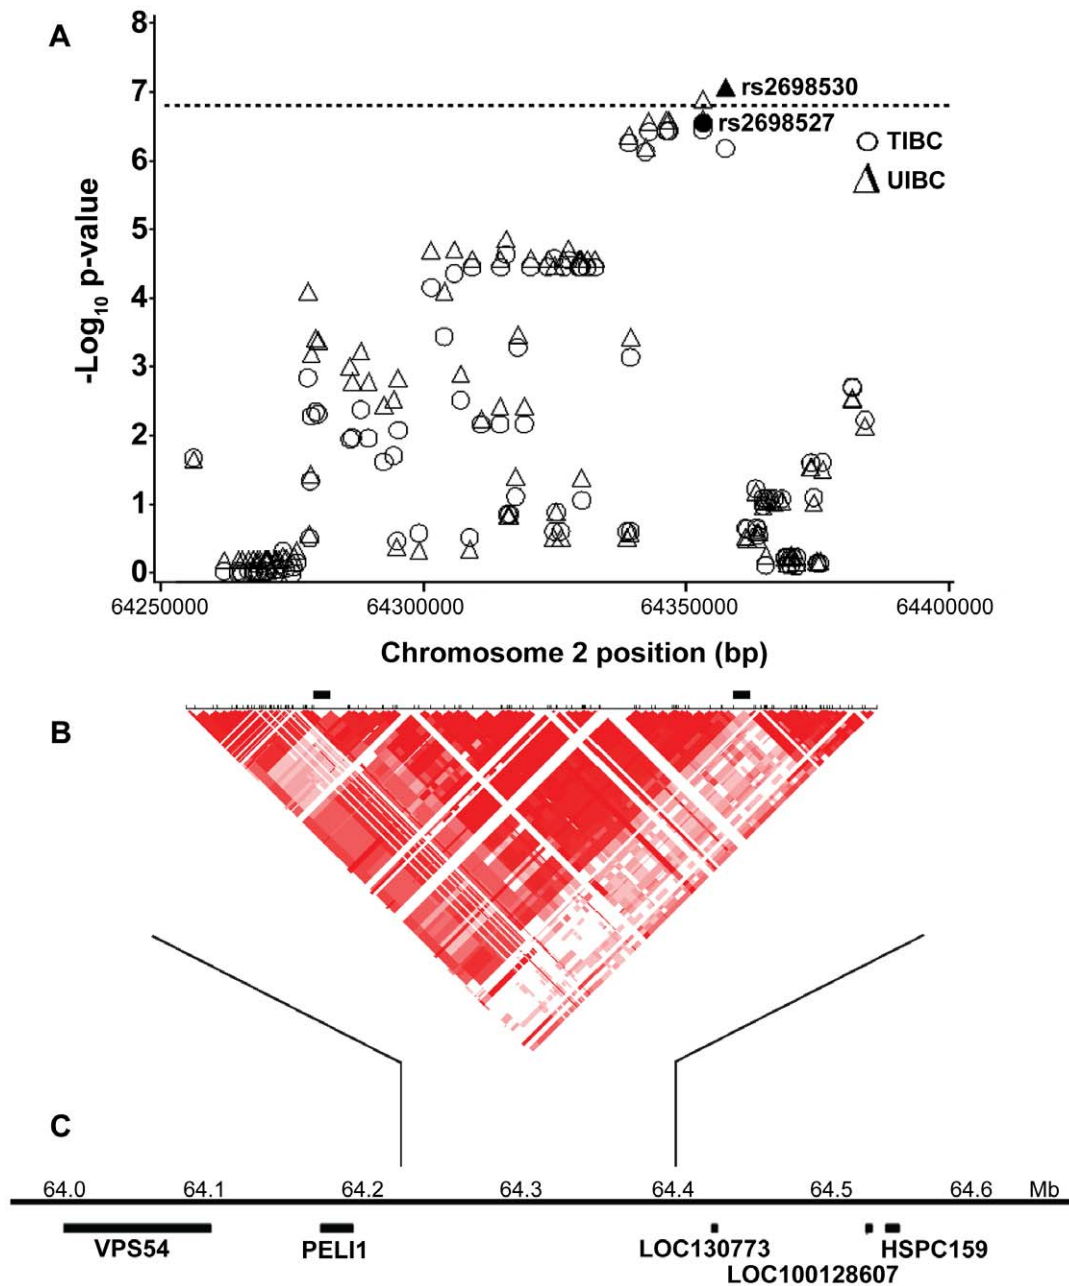 A
8
7
6
5
4
3
2
1
0
-Log10 p-value
rs2698530
rs2698527
TIBC
UIBC
64250000 64300000 64350000 64400000
Chromosome 2 position (bp)
B
C
64.0 64.1 64.2 64.3 64.4 64.5 64.6 Mb
VPS54 PELI1 LOC130773 HSPC159
LOC100128607